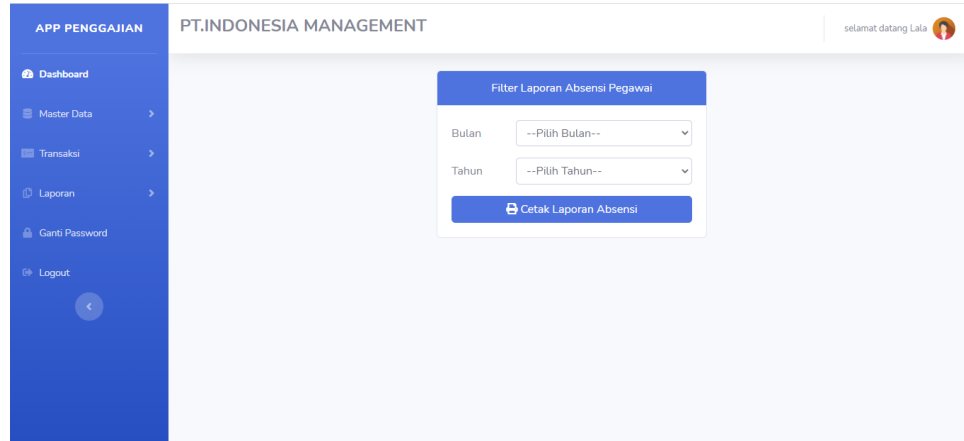 APP PENGGAJIAN
PT.INDONESIA MANAGEMENT
selamat datang Lala
Dashboard
Master Data
Transaksi
Laporan
Ganti Password
Logout
Filter Laporan Absensi Pegawai
Bulan
--Pilih Bulan--
Tahun
--Pilih Tahun--
Cetak Laporan Absensi